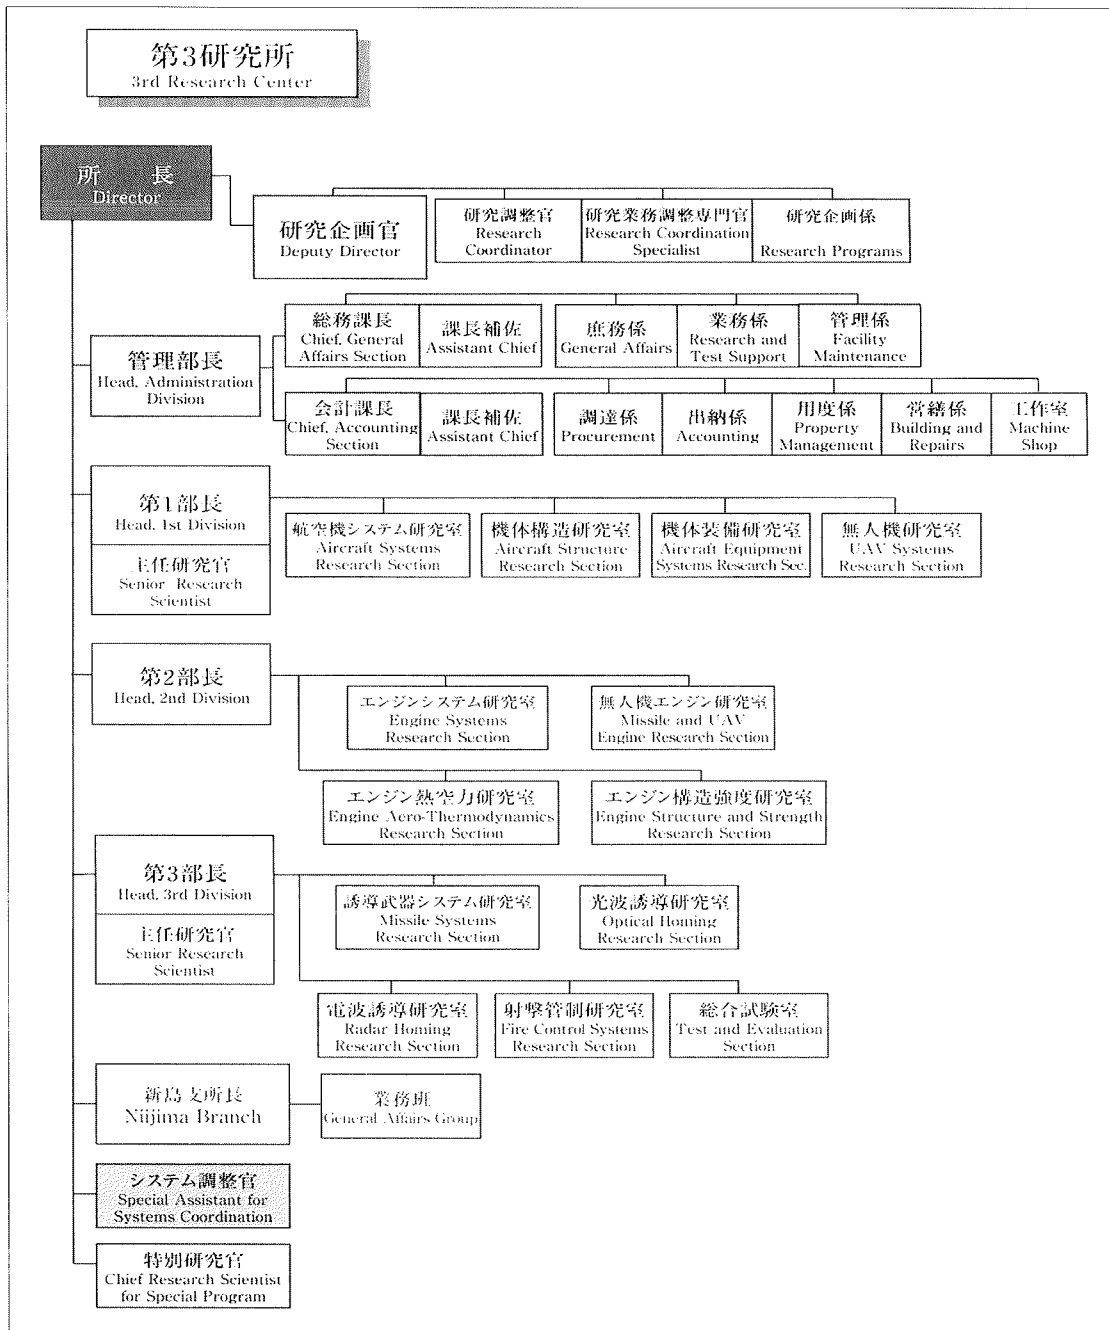 第3研究所
3rd Research Center
所 長
Director
研究企画官
Deputy Director
研究調整官
Research
Coordinator
研究業務調整専門官
Research Coordination
Specialist
研究企画係
Research Programs
管理部長
Head, Administration
Division
総務課長
Chief, General
Affairs Section
課長補佐
Assistant Chief
庶務係
General Affairs
業務係
Research and
Test Support
管理係
Facility
Maintenance
会計課長
Chief, Accounting
Section
課長補佐
Assistant Chief
調達係
Procurement
出納係
Accounting
用度係
Property
Management
営繕係
Building and
Repairs
工作室
Machine
Shop
第1部長
Head, 1st Division
主任研究官
Senior Research
Scientist
航空機システム研究室
Aircraft Systems
Research Section
機体構造研究室
Aircraft Structure
Research Section
機体装備研究室
Aircraft Equipment
Systems Research Sec.
無人機研究室
UAV Systems
Research Section
第2部長
Head, 2nd Division
エンジンシステム研究室
Engine Systems
Research Section
無人機エンジン研究室
Missile and UAV
Engine Research Section
エンジン熱空力研究室
Engine Aero-Thermodynamics
Research Section
エンジン構造強度研究室
Engine Structure and Strength
Research Section
第3部長
Head, 3rd Division
主任研究官
Senior Research
Scientist
誘導武器システム研究室
Missile Systems
Research Section
光波誘導研究室
Optical Homing
Research Section
電波誘導研究室
Radar Homing
Research Section
射撃管制研究室
Fire Control Systems
Research Section
総合試験室
Test and Evaluation
Section
新島支所長
Niijima Branch
業務班
General Affairs Group
システム調整官
Special Assistant for
Systems Coordination
特別研究官
Chief Research Scientist
for Special Program